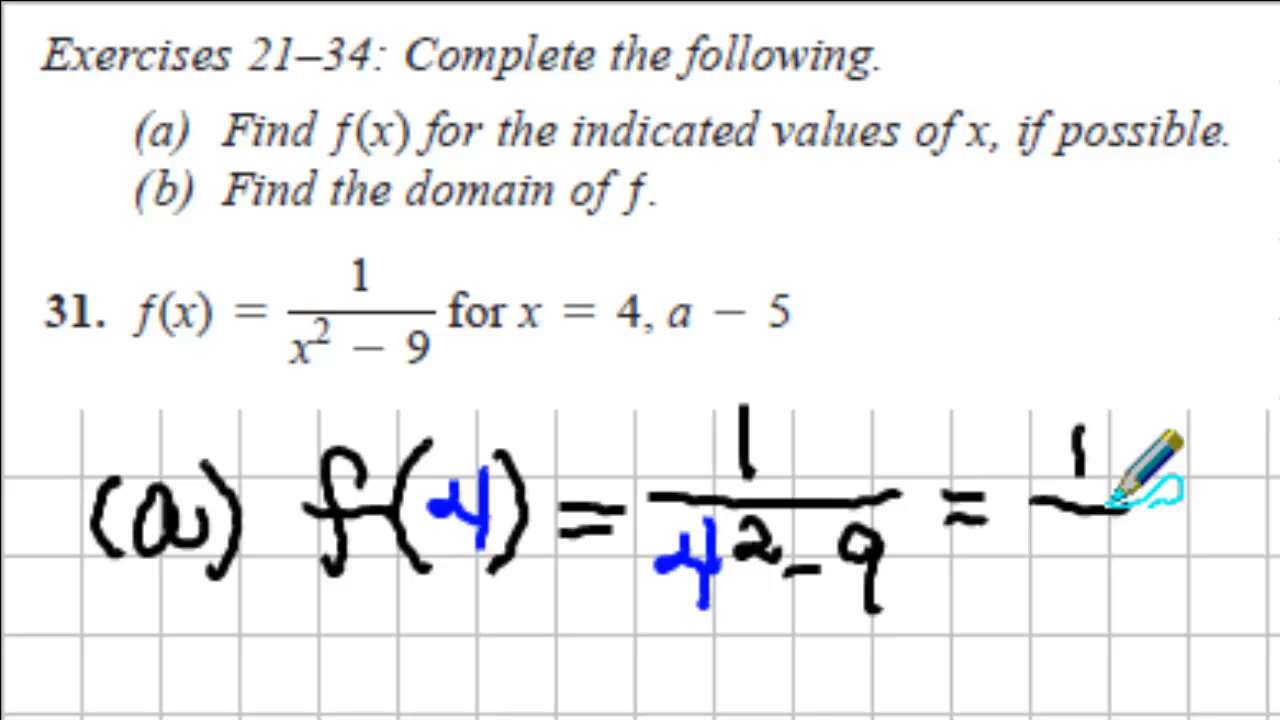 Exercises 21–34: Complete the following.
(a) Find f(x) for the indicated values of x, if possible.
(b) Find the domain of f.
31. f(x) = 1/(x² − 9) for x = 4, a − 5
(a) f(4) = 1/(4² - 9) = 1/